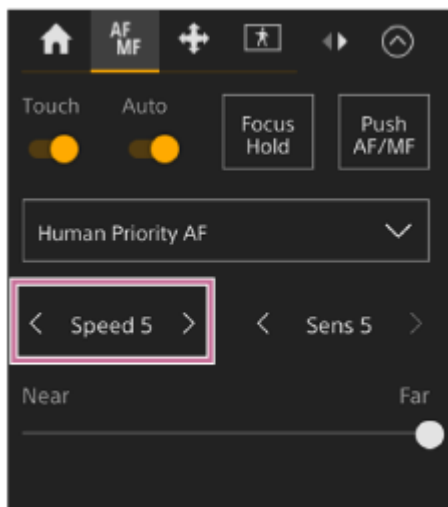 AF
MF
Touch Auto
Focus
Hold
Push
AF/MF
Human Priority AF
Speed 5
Sens 5
Near Far